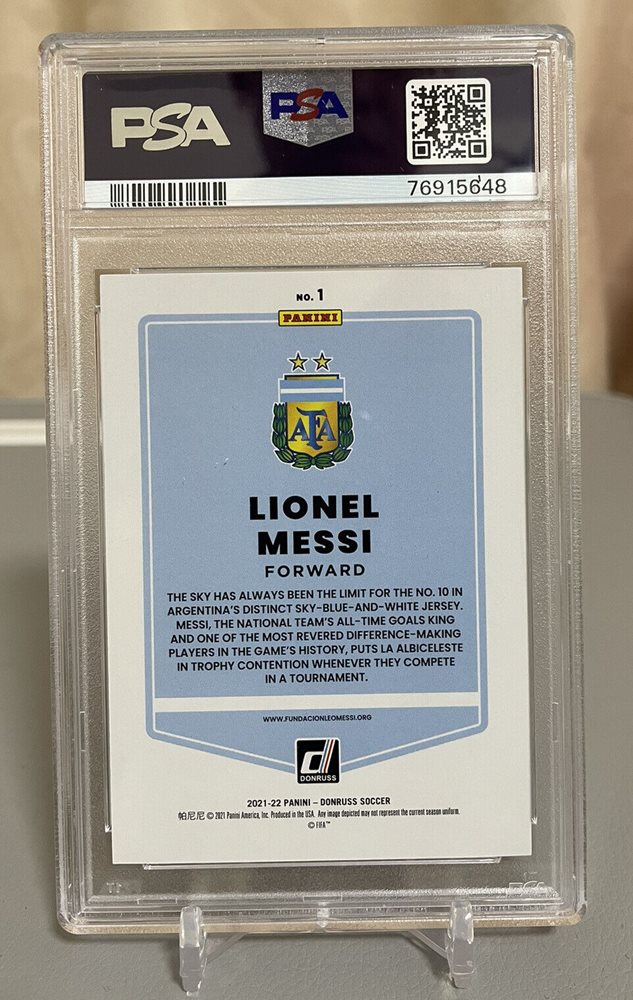 PSA
PSA
76915648
NO. 1
PANINI
AFA
LIONEL
MESSI
FORWARD
THE SKY HAS ALWAYS BEEN THE LIMIT FOR THE NO. 10 IN
ARGENTINA'S DISTINCT SKY-BLUE-AND-WHITE JERSEY.
MESSI, THE NATIONAL TEAM'S ALL-TIME GOALS KING
AND ONE OF THE MOST REVERED DIFFERENCE-MAKING
PLAYERS IN THE GAME'S HISTORY, PUTS LA ALBICELESTE
IN TROPHY CONTENTION WHENEVER THEY COMPETE
IN A TOURNAMENT.
WWW.FUNDACIONLEOMESSI.ORG
d
DONRUSS
2021-22 PANINI – DONRUSS SOCCER
帕尼尼 © 2021 Panini America, Inc. Produced in the USA. Any image depicted may not represent the current season uniform.
© FIFA™